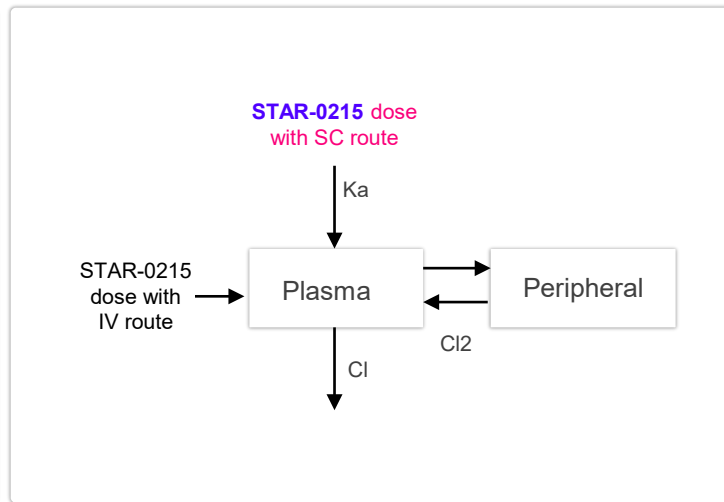 STAR-0215 dose
with SC route
Ka
STAR-0215
dose with
IV route
Plasma
Peripheral
Cl2
Cl